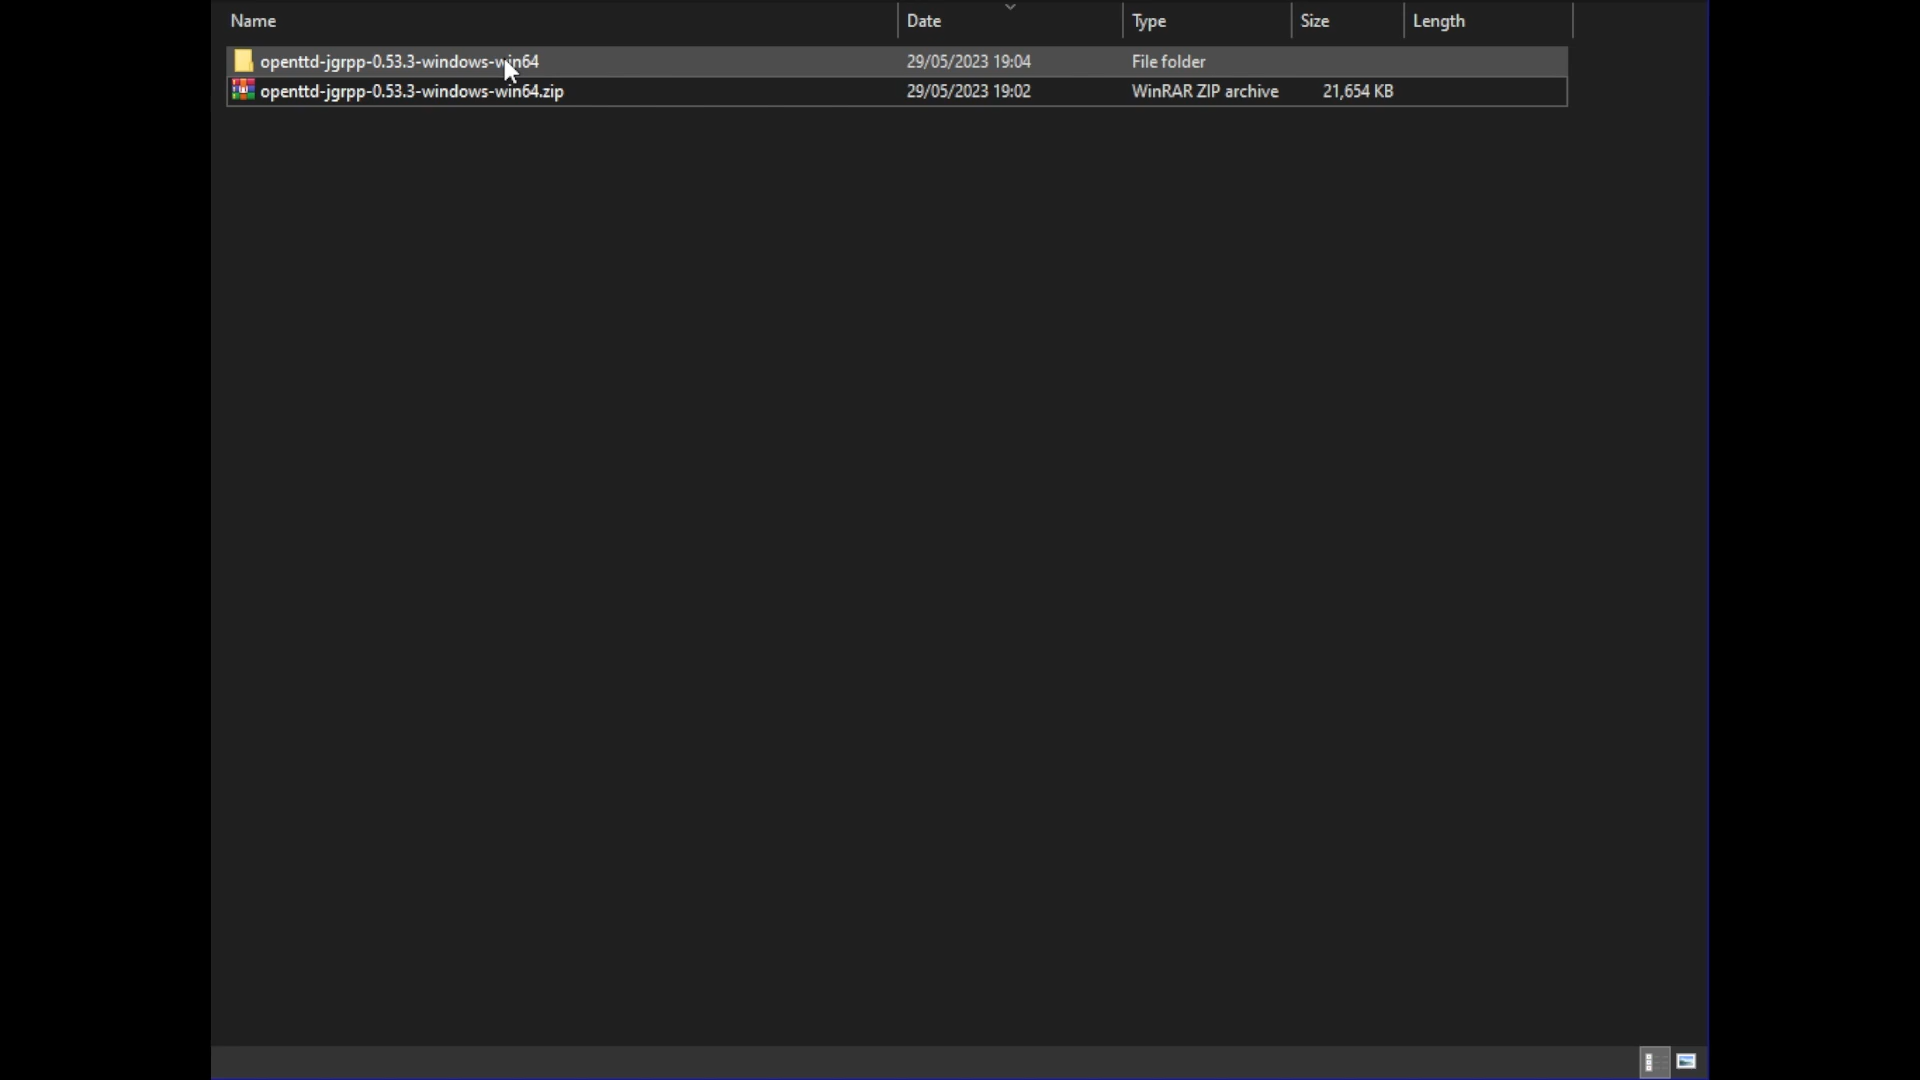 Name Date Type Size Length
openttd-jgrpp-0.53.3-windows-win64 29/05/2023 19:04 File folder
openttd-jgrpp-0.53.3-windows-win64.zip 29/05/2023 19:02 WinRAR ZIP archive 21,654 KB